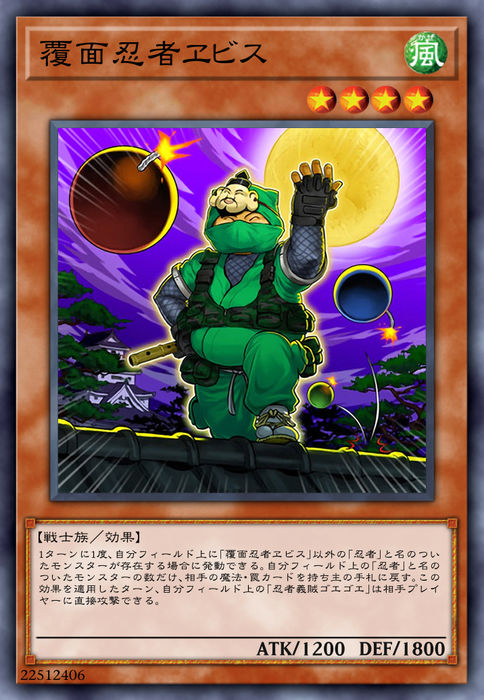 覆面忍者ヱビス
かぜ
風
【戦士族／効果】
1ターンに1度、自分フィールド上に「覆面忍者ヱビス」以外の「忍者」と名のつい
たモンスターが存在する場合に発動できる。自分フィールド上の「忍者」と名の
ついたモンスターの数だけ、相手の魔法・罠カードを持ち主の手札に戻す。この
効果を適用したターン、自分フィールド上の「忍者義賊ゴエゴエ」は相手プレイ
ヤーに直接攻撃できる。
ATK/1200 DEF/1800
22512406